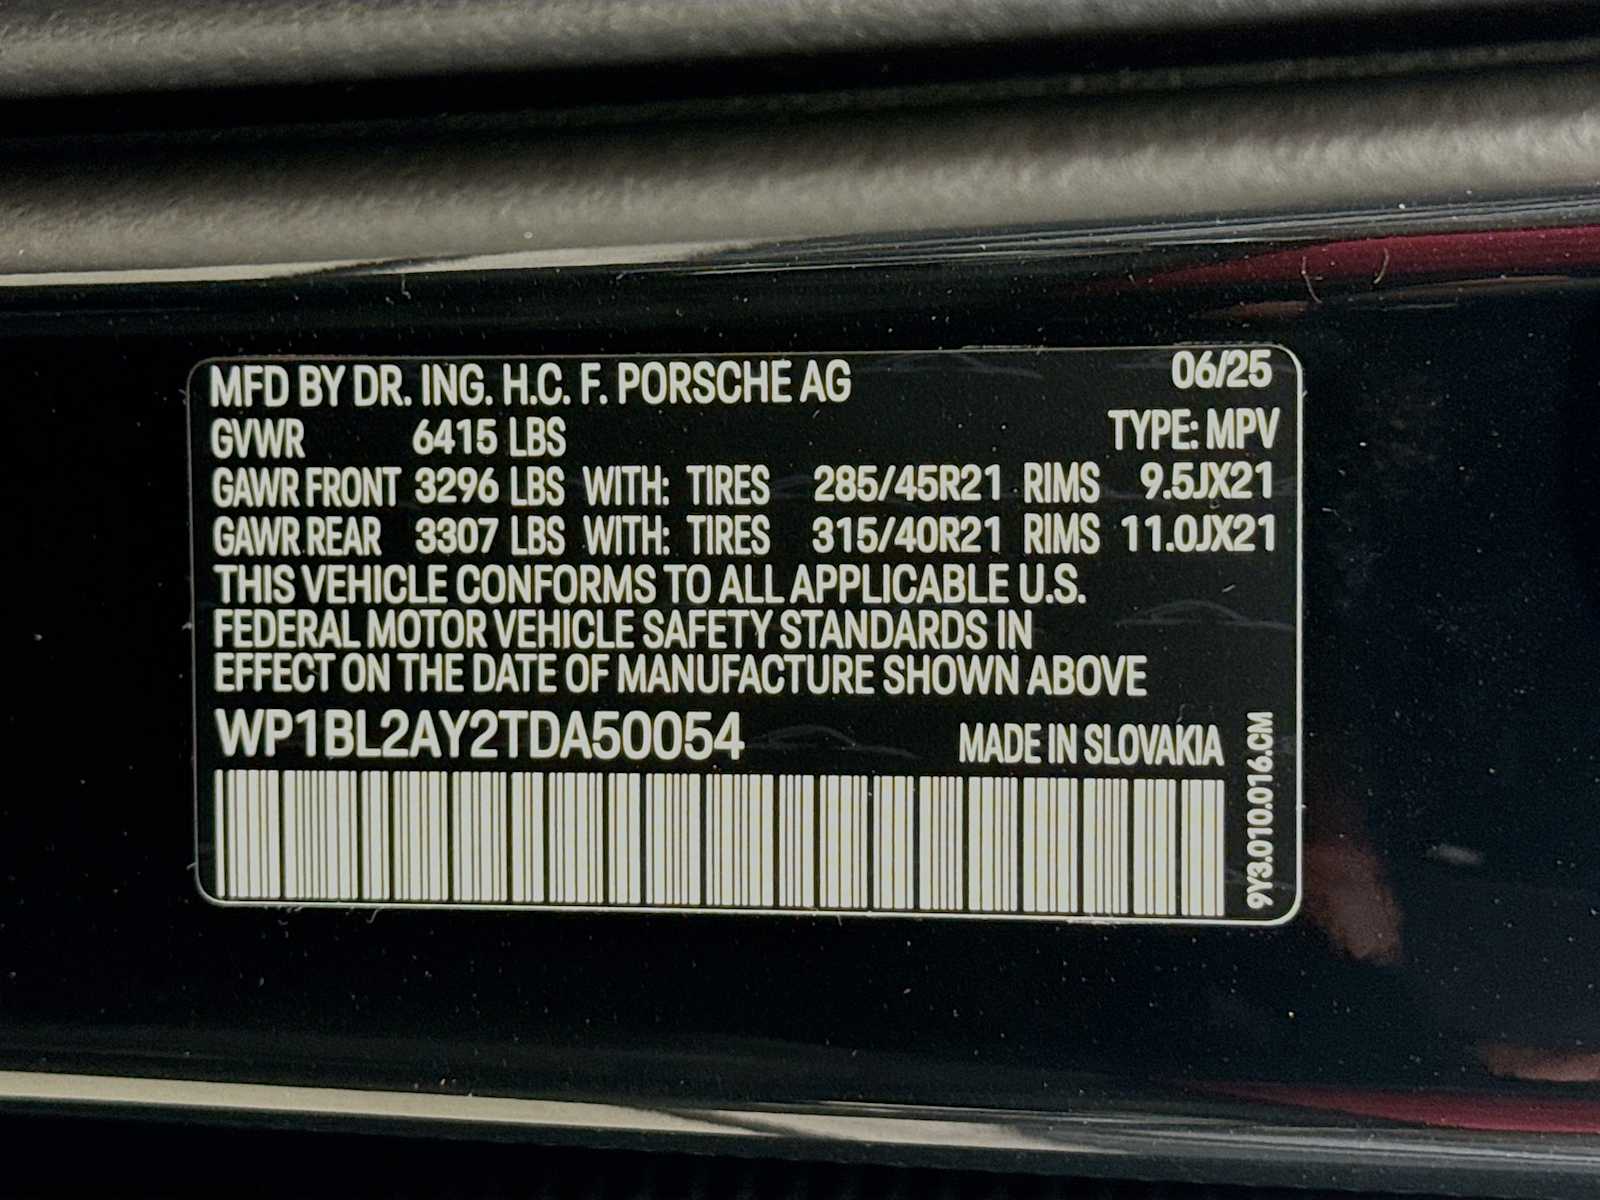 MFD BY DR. ING. H.C. F. PORSCHE AG 06/25
GVWR 6415 LBS TYPE: MPV
GAWR FRONT 3296 LBS WITH: TIRES 285/45R21 RIMS 9.5JX21
GAWR REAR 3307 LBS WITH: TIRES 315/40R21 RIMS 11.0JX21
THIS VEHICLE CONFORMS TO ALL APPLICABLE U.S.
FEDERAL MOTOR VEHICLE SAFETY STANDARDS IN
EFFECT ON THE DATE OF MANUFACTURE SHOWN ABOVE
WP1BL2AY2TDA50054 MADE IN SLOVAKIA
9Y3.010.016.CM